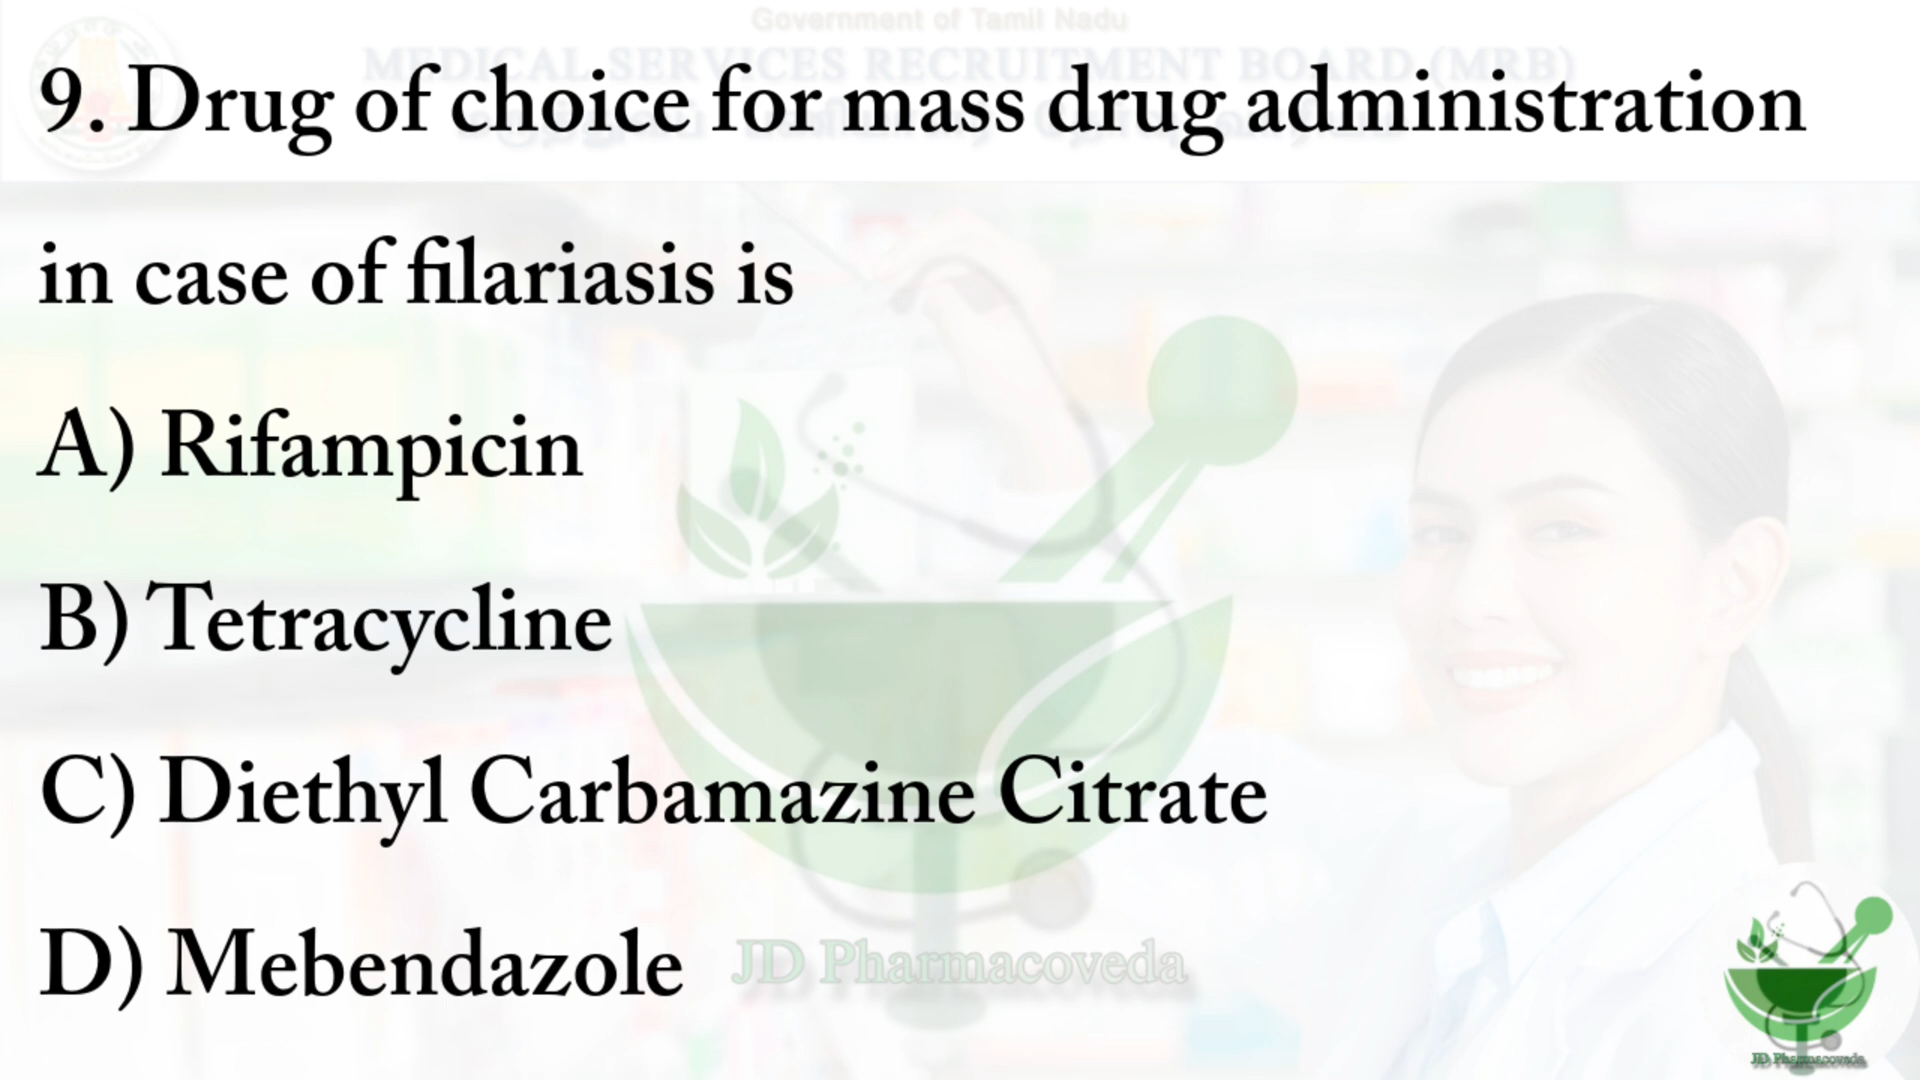 Government of Tamil Nadu
MEDICAL SERVICES RECRUITMENT BOARD (MRB)
9. Drug of choice for mass drug administration
in case of filariasis is
A) Rifampicin
B) Tetracycline
C) Diethyl Carbamazine Citrate
D) Mebendazole
JD Pharmacoveda
JD Pharmacoveda